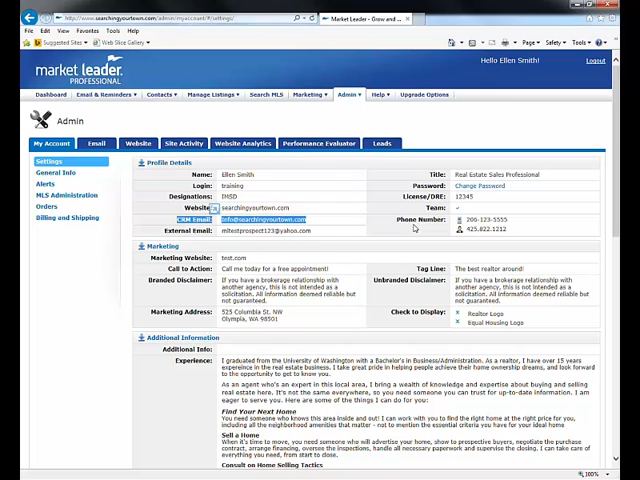 http://www.searchingyourtown.com/Admin/myaccount/#/settings/
Market Leader - Grow and ...
File Edit View Favorites Tools Help
Suggested Sites Web Slice Gallery
Page Safety Tools
market leader.
PROFESSIONAL
Hello Ellen Smith!
Logout
Dashboard Email & Reminders Contacts Manage Listings Search MLS Marketing Admin Help Upgrade Options
Admin
My Account Email Website Site Activity Website Analytics Performance Evaluator Leads
Settings
General Info
Alerts
MLS Administration
Orders
Billing and Shipping
Profile Details
Name: Ellen Smith Title: Real Estate Sales Professional
Login: training Password: Change Password
Designations: IHSD License/DRE: 12345
Website: searchingyourtown.com Team:
CRM Email: info@searchingyourtown.com Phone Number: 206-123-5555
External Email: mltestprospect123@yahoo.com 425.822.1212
Marketing
Marketing Website: test.com
Call to Action: Call me today for a free appointment! Tag Line: The best realtor around!
Branded Disclaimer: If you have a brokerage relationship with another agency, this is not intended as a solicitation. All information deemed reliable but not guaranteed. Unbranded Disclaimer: If you have a brokerage relationship with another agency, this is not intended as a solicitation. All information deemed reliable but not guaranteed.
Marketing Address: 525 Columbia St. NW Check to Display: Realtor Logo
Olympia, WA 98501 Equal Housing Logo
Additional Information
Additional Info:
Experience: I graduated from the University of Washington with a Bachelor's in Business/Administration. As a realtor, I have over 15 years
expereince in the real estate business. I take great pride in helping people achieve their home ownership dreams, and look forward
to the opportunity to get to know you.
As an agent who's an expert in this local area, I bring a wealth of knowledge and expertise about buying and selling
real estate here. It's not the same everywhere, so you need someone you can trust for up-to-date information. I am
eager to serve you. Here are some of the things I can do for you:
Find Your Next Home
You need someone who knows this area inside and out! I can work with you to find the right home at the right price for you,
including all the neighborhood amenities that matter - not to mention the essential criteria you have for your ideal home
Sell a Home
When it's time to move, you need someone who will advertise your home, show to prospective buyers, negotiate the purchase
contract, arrange financing, oversee the inspections, handle all necessary paperwork and supervise the closing. I can take care of
everything you need, from start to close.
Consult on Home Selling Tactics
100%